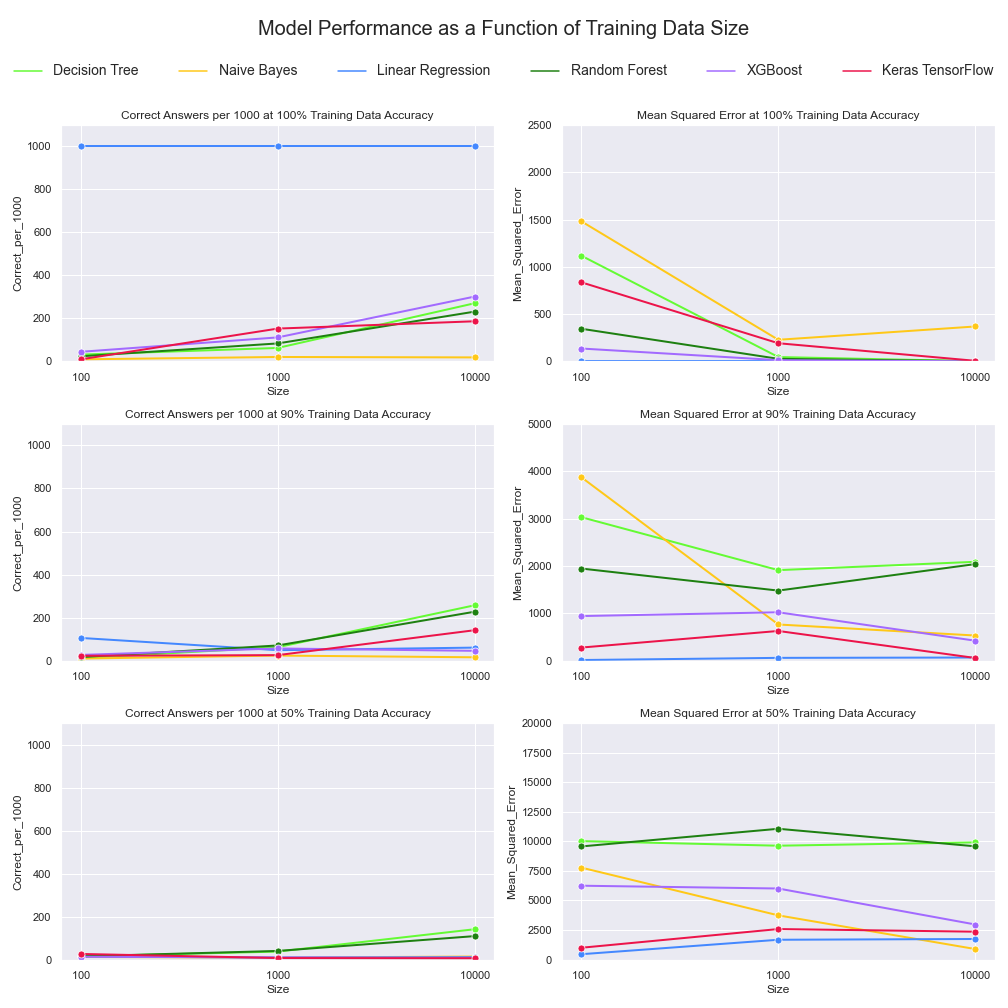 Model Performance as a Function of Training Data Size
Decision Tree Naive Bayes Linear Regression Random Forest XGBoost Keras TensorFlow
Correct Answers per 1000 at 100% Training Data Accuracy
Correct_per_1000
1000
800
600
400
200
0
100 1000 10000
Size
Mean Squared Error at 100% Training Data Accuracy
Mean_Squared_Error
2500
2000
1500
1000
500
0
100 1000 10000
Size
Correct Answers per 1000 at 90% Training Data Accuracy
Correct_per_1000
1000
800
600
400
200
0
100 1000 10000
Size
Mean Squared Error at 90% Training Data Accuracy
Mean_Squared_Error
5000
4000
3000
2000
1000
0
100 1000 10000
Size
Correct Answers per 1000 at 50% Training Data Accuracy
Correct_per_1000
1000
800
600
400
200
0
100 1000 10000
Size
Mean Squared Error at 50% Training Data Accuracy
Mean_Squared_Error
20000
17500
15000
12500
10000
7500
5000
2500
0
100 1000 10000
Size